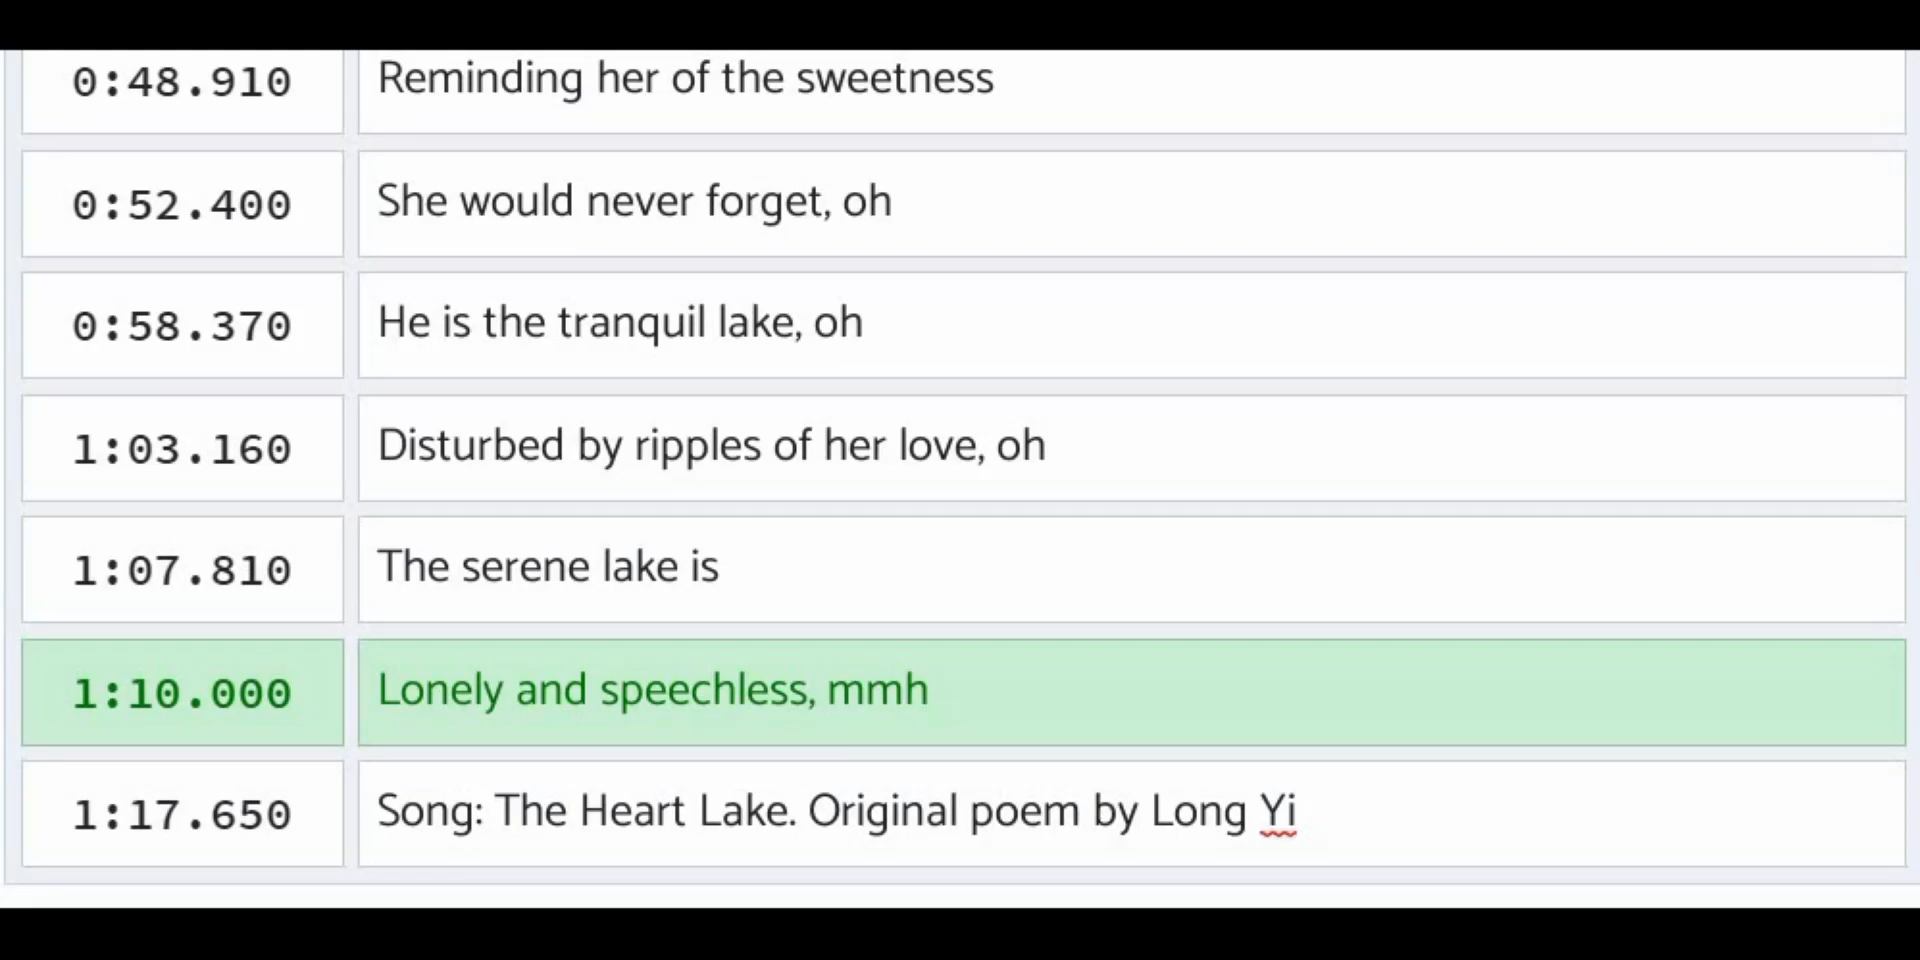 0:48.910 Reminding her of the sweetness
0:52.400 She would never forget, oh
0:58.370 He is the tranquil lake, oh
1:03.160 Disturbed by ripples of her love, oh
1:07.810 The serene lake is
1:10.000 Lonely and speechless, mmh
1:17.650 Song: The Heart Lake. Original poem by Long Yi